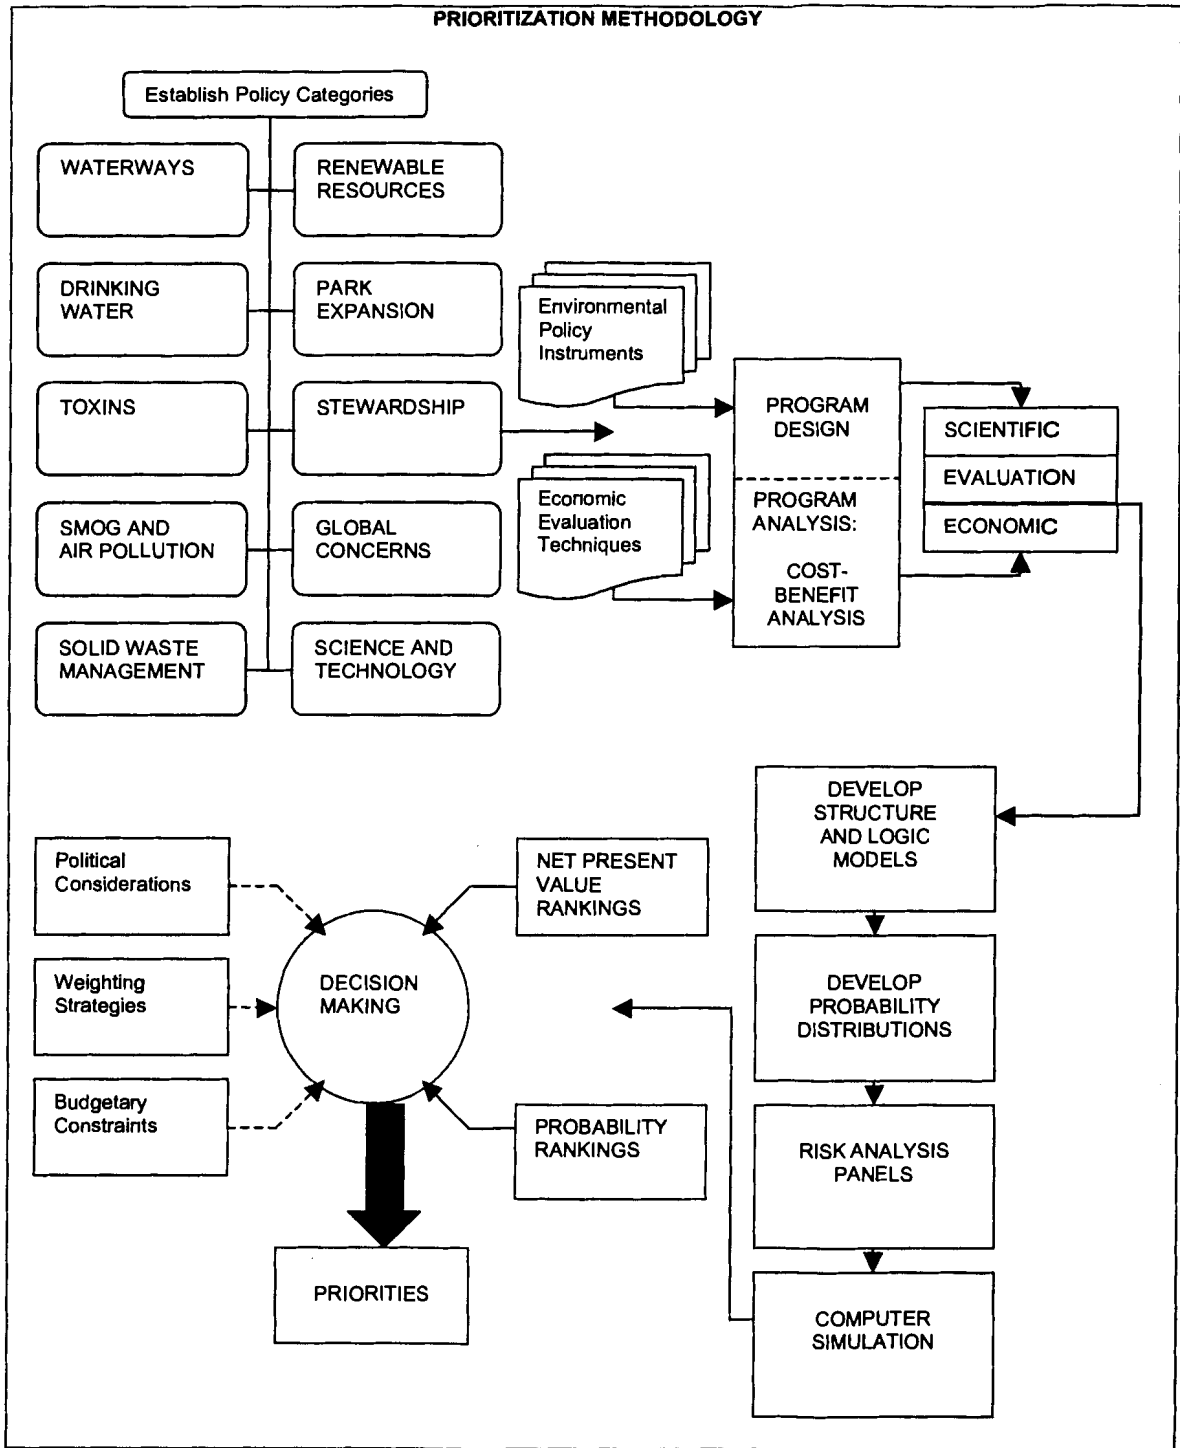 PRIORITIZATION METHODOLOGY
Establish Policy Categories
WATERWAYS
RENEWABLE
RESOURCES
DRINKING
WATER
PARK
EXPANSION
TOXINS
STEWARDSHIP
SMOG AND
AIR POLLUTION
GLOBAL
CONCERNS
SOLID WASTE
MANAGEMENT
SCIENCE AND
TECHNOLOGY
Environmental
Policy
Instruments
Economic
Evaluation
Techniques
PROGRAM
DESIGN
PROGRAM
ANALYSIS:
COST-
BENEFIT
ANALYSIS
SCIENTIFIC
EVALUATION
ECONOMIC
DEVELOP
STRUCTURE
AND LOGIC
MODELS
DEVELOP
PROBABILITY
DISTRIBUTIONS
RISK ANALYSIS
PANELS
COMPUTER
SIMULATION
NET PRESENT
VALUE
RANKINGS
PROBABILITY
RANKINGS
Political
Considerations
Weighting
Strategies
Budgetary
Constraints
DECISION
MAKING
PRIORITIES